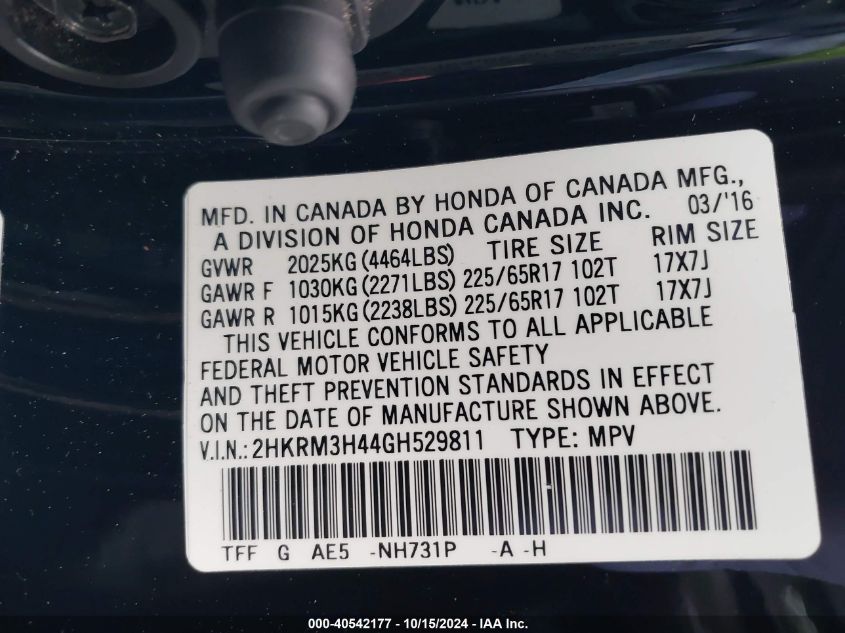 MFD. IN CANADA BY HONDA OF CANADA MFG.,
A DIVISION OF HONDA CANADA INC. 03/'16
GVWR 2025KG (4464LBS) TIRE SIZE RIM SIZE
GAWR F 1030KG (2271LBS) 225/65R17 102T 17X7J
GAWR R 1015KG (2238LBS) 225/65R17 102T 17X7J
THIS VEHICLE CONFORMS TO ALL APPLICABLE
FEDERAL MOTOR VEHICLE SAFETY
AND THEFT PREVENTION STANDARDS IN EFFECT
ON THE DATE OF MANUFACTURE SHOWN ABOVE.
V.I.N.: 2HKRM3H44GH529811 TYPE: MPV
TFF G AE5 -NH731P -A -H
000-40542177 - 10/15/2024 - IAA Inc.